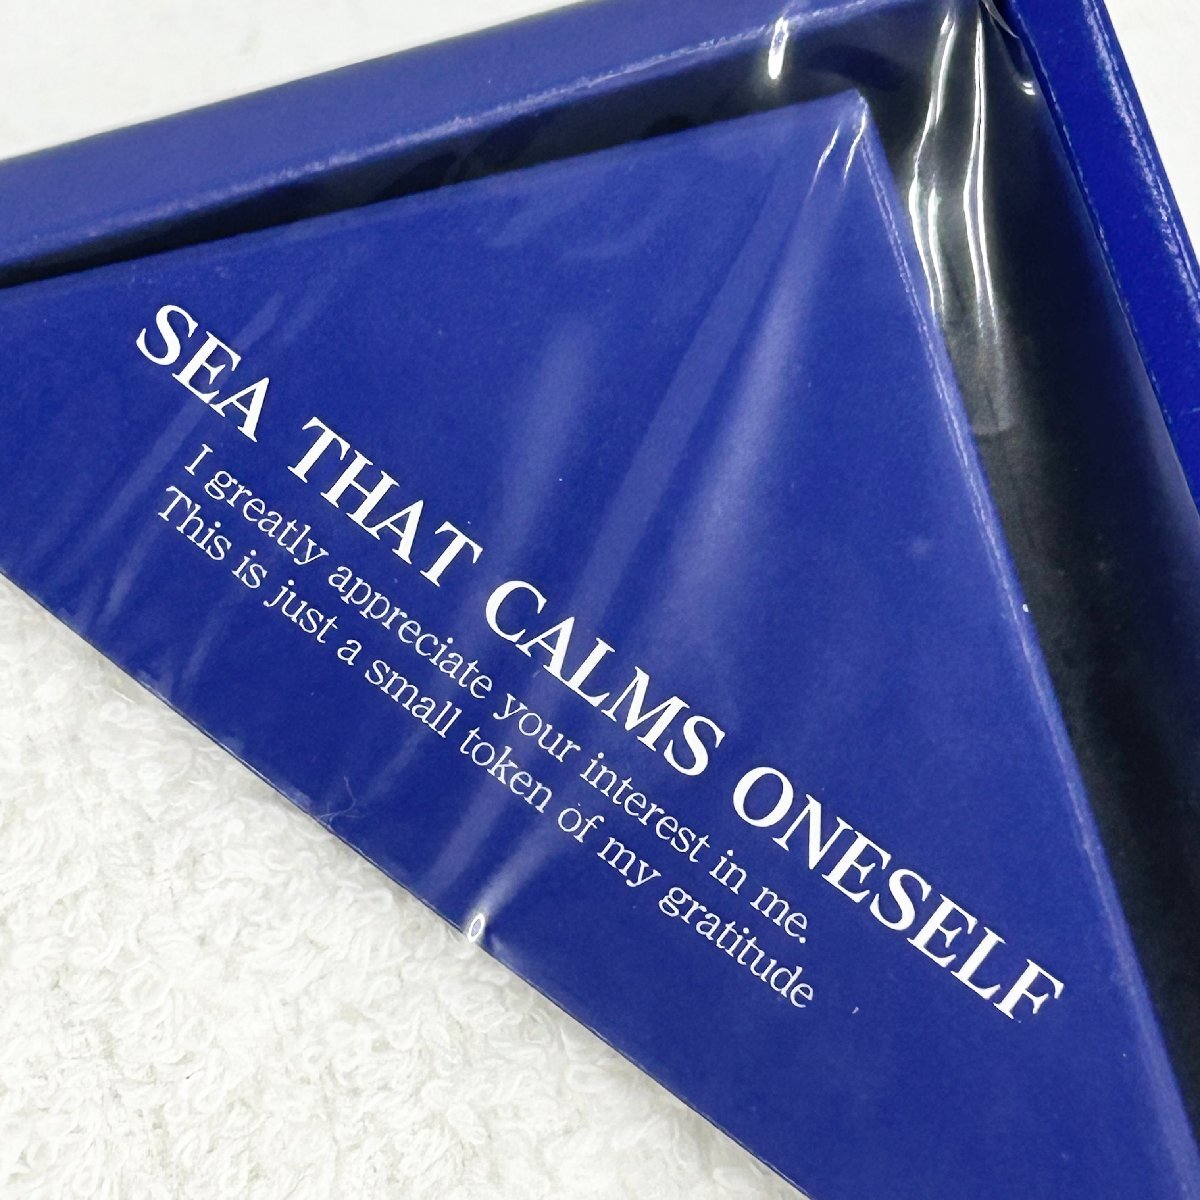 SEA THAT CALMS ONESELF
I greatly appreciate your interest in me.
This is just a small token of my gratitude